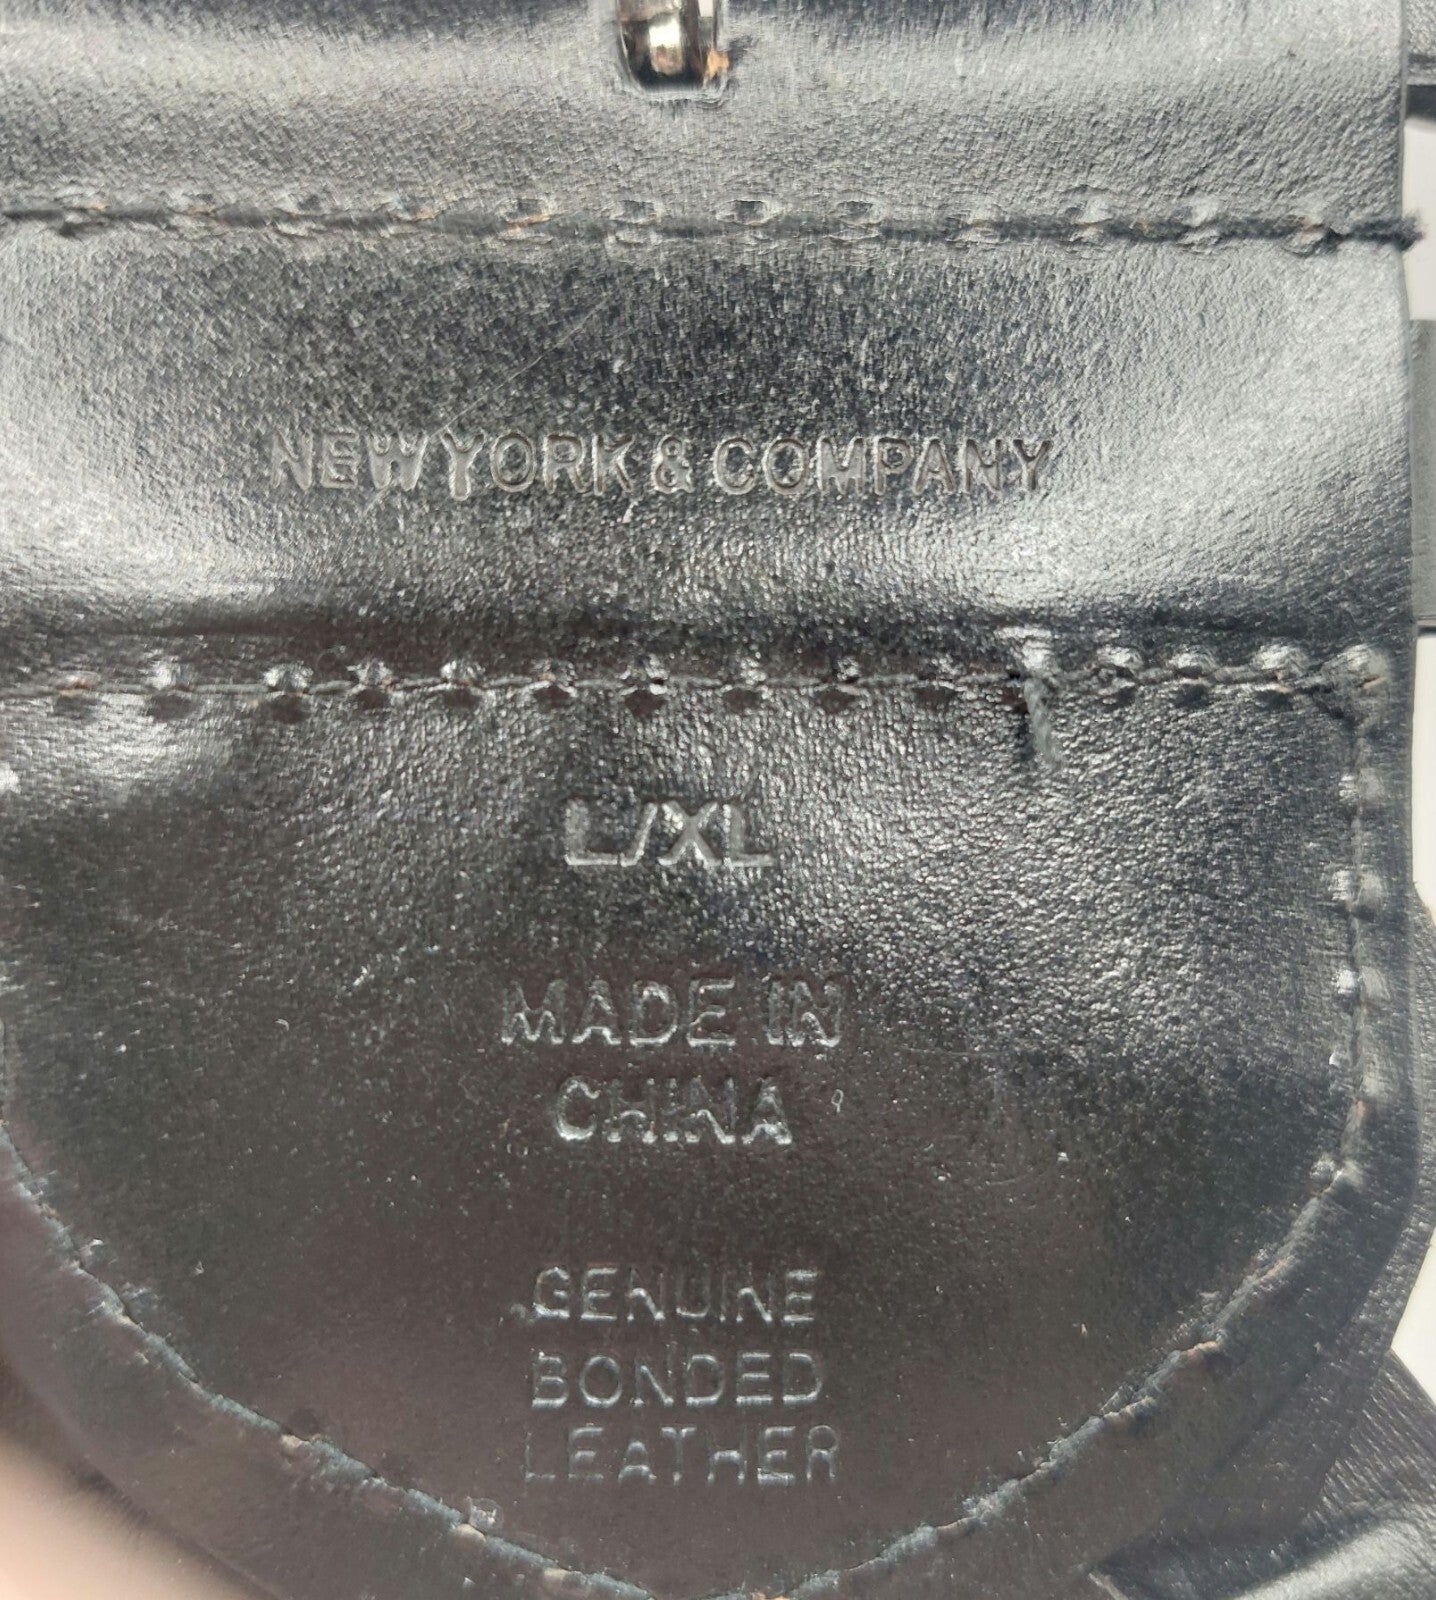 NEW YORK & COMPANY
L/XL
MADE IN
CHINA
GENUINE
BONDED
LEATHER